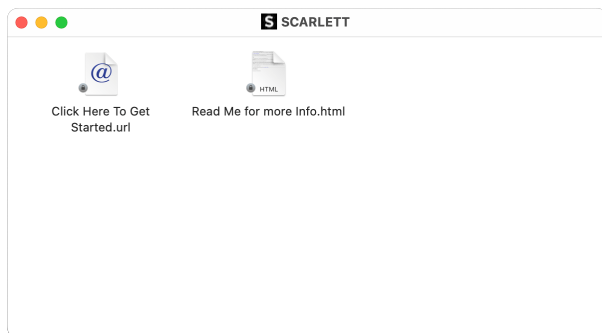 S SCARLETT
@
HTML
Click Here To Get
Started.url
Read Me for more Info.html